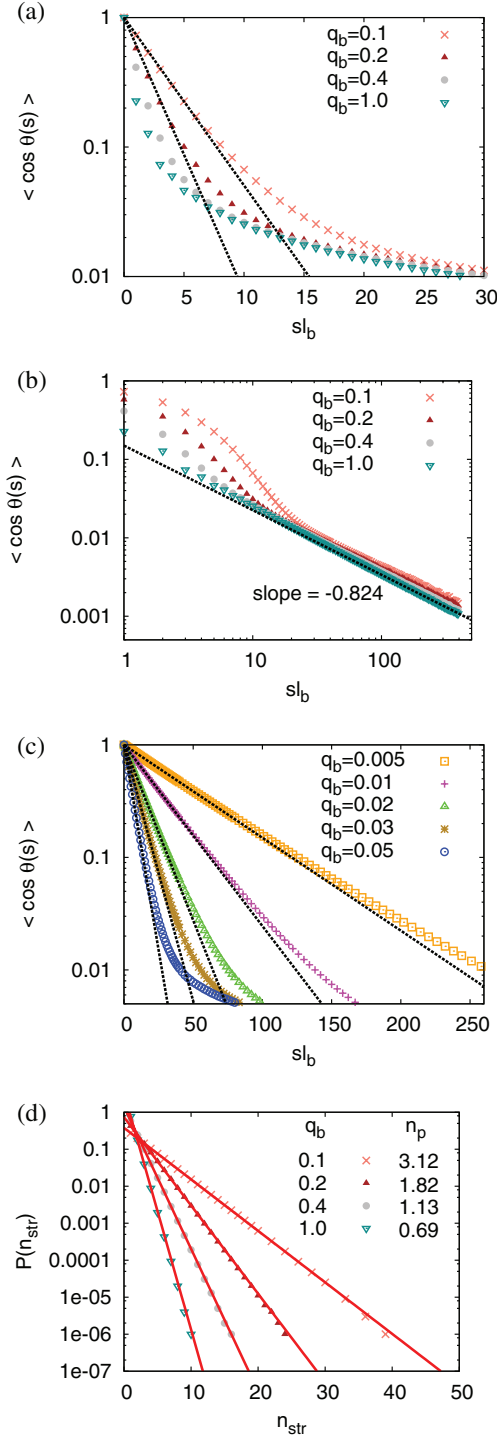 (a)
1
0.1
0.01
< cos θ(s) >
q_b=0.1
q_b=0.2
q_b=0.4
q_b=1.0
0 5 10 15 20 25 30
sl_b
(b)
1
0.1
0.01
0.001
< cos θ(s) >
q_b=0.1
q_b=0.2
q_b=0.4
q_b=1.0
slope = -0.824
1 10 100
sl_b
(c)
1
0.1
0.01
< cos θ(s) >
q_b=0.005
q_b=0.01
q_b=0.02
q_b=0.03
q_b=0.05
0 50 100 150 200 250
sl_b
(d)
1
0.1
0.01
0.001
0.0001
1e-05
1e-06
1e-07
P(n_str)
q_b n_p
0.1 3.12
0.2 1.82
0.4 1.13
1.0 0.69
0 10 20 30 40 50
n_str